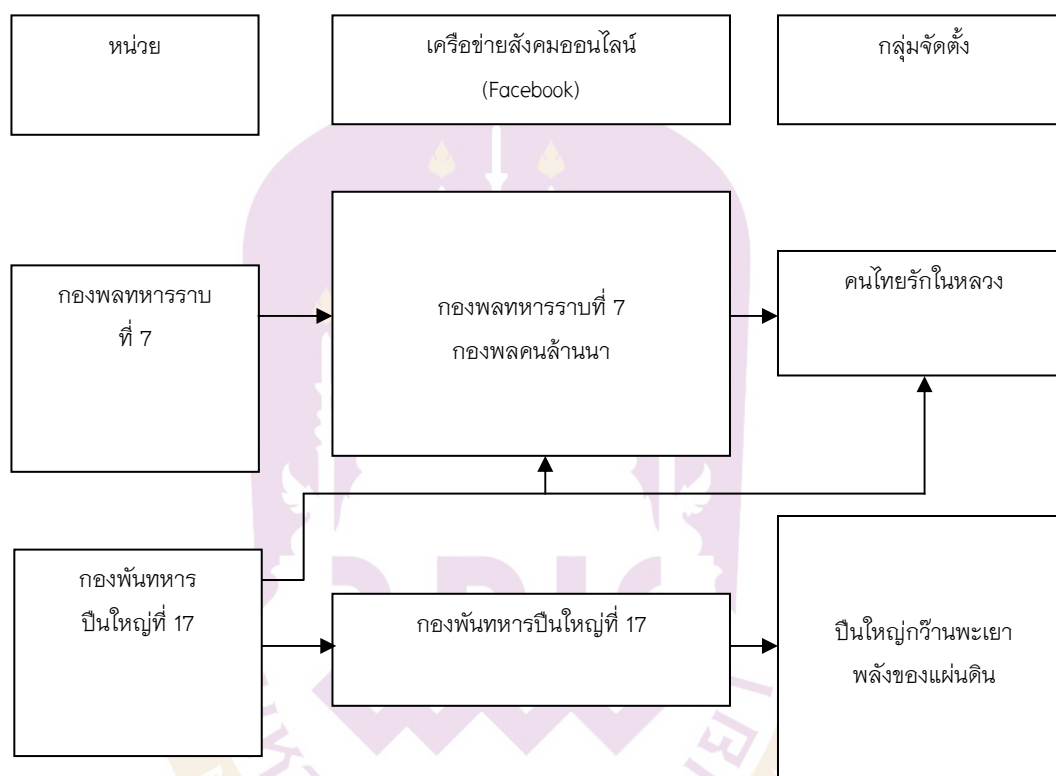 หน่วย
เครือข่ายสังคมออนไลน์
(Facebook)
กลุ่มจัดตั้ง
กองพลทหารราบ
ที่ 7
กองพลทหารราบที่ 7
กองพลคนล้านนา
คนไทยรักในหลวง
กองพันทหาร
ปืนใหญ่ที่ 17
กองพันทหารปืนใหญ่ที่ 17
ปืนใหญ่กว๊านพะเยา
พลังของแผ่นดิน